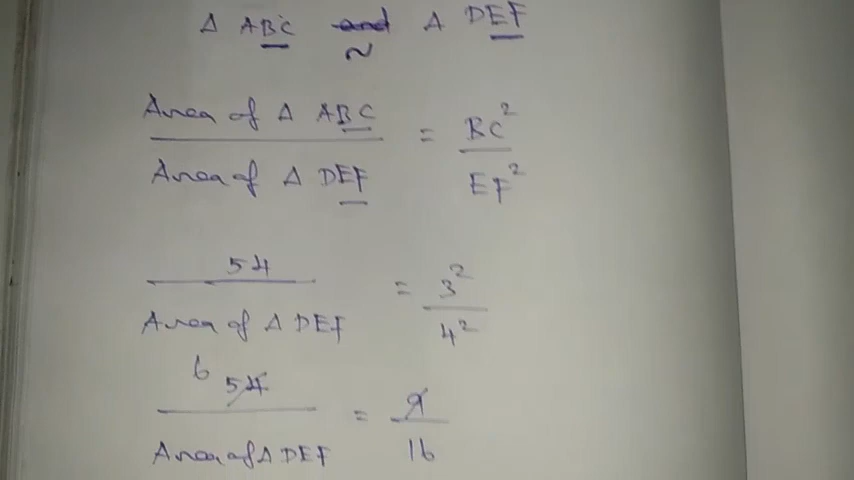 Δ ABC and Δ DEF
~
Area of Δ ABC / Area of Δ DEF = BC² / EF²
54 / Area of Δ DEF = 3² / 4²
6 54 / Area of Δ DEF = 9 / 16